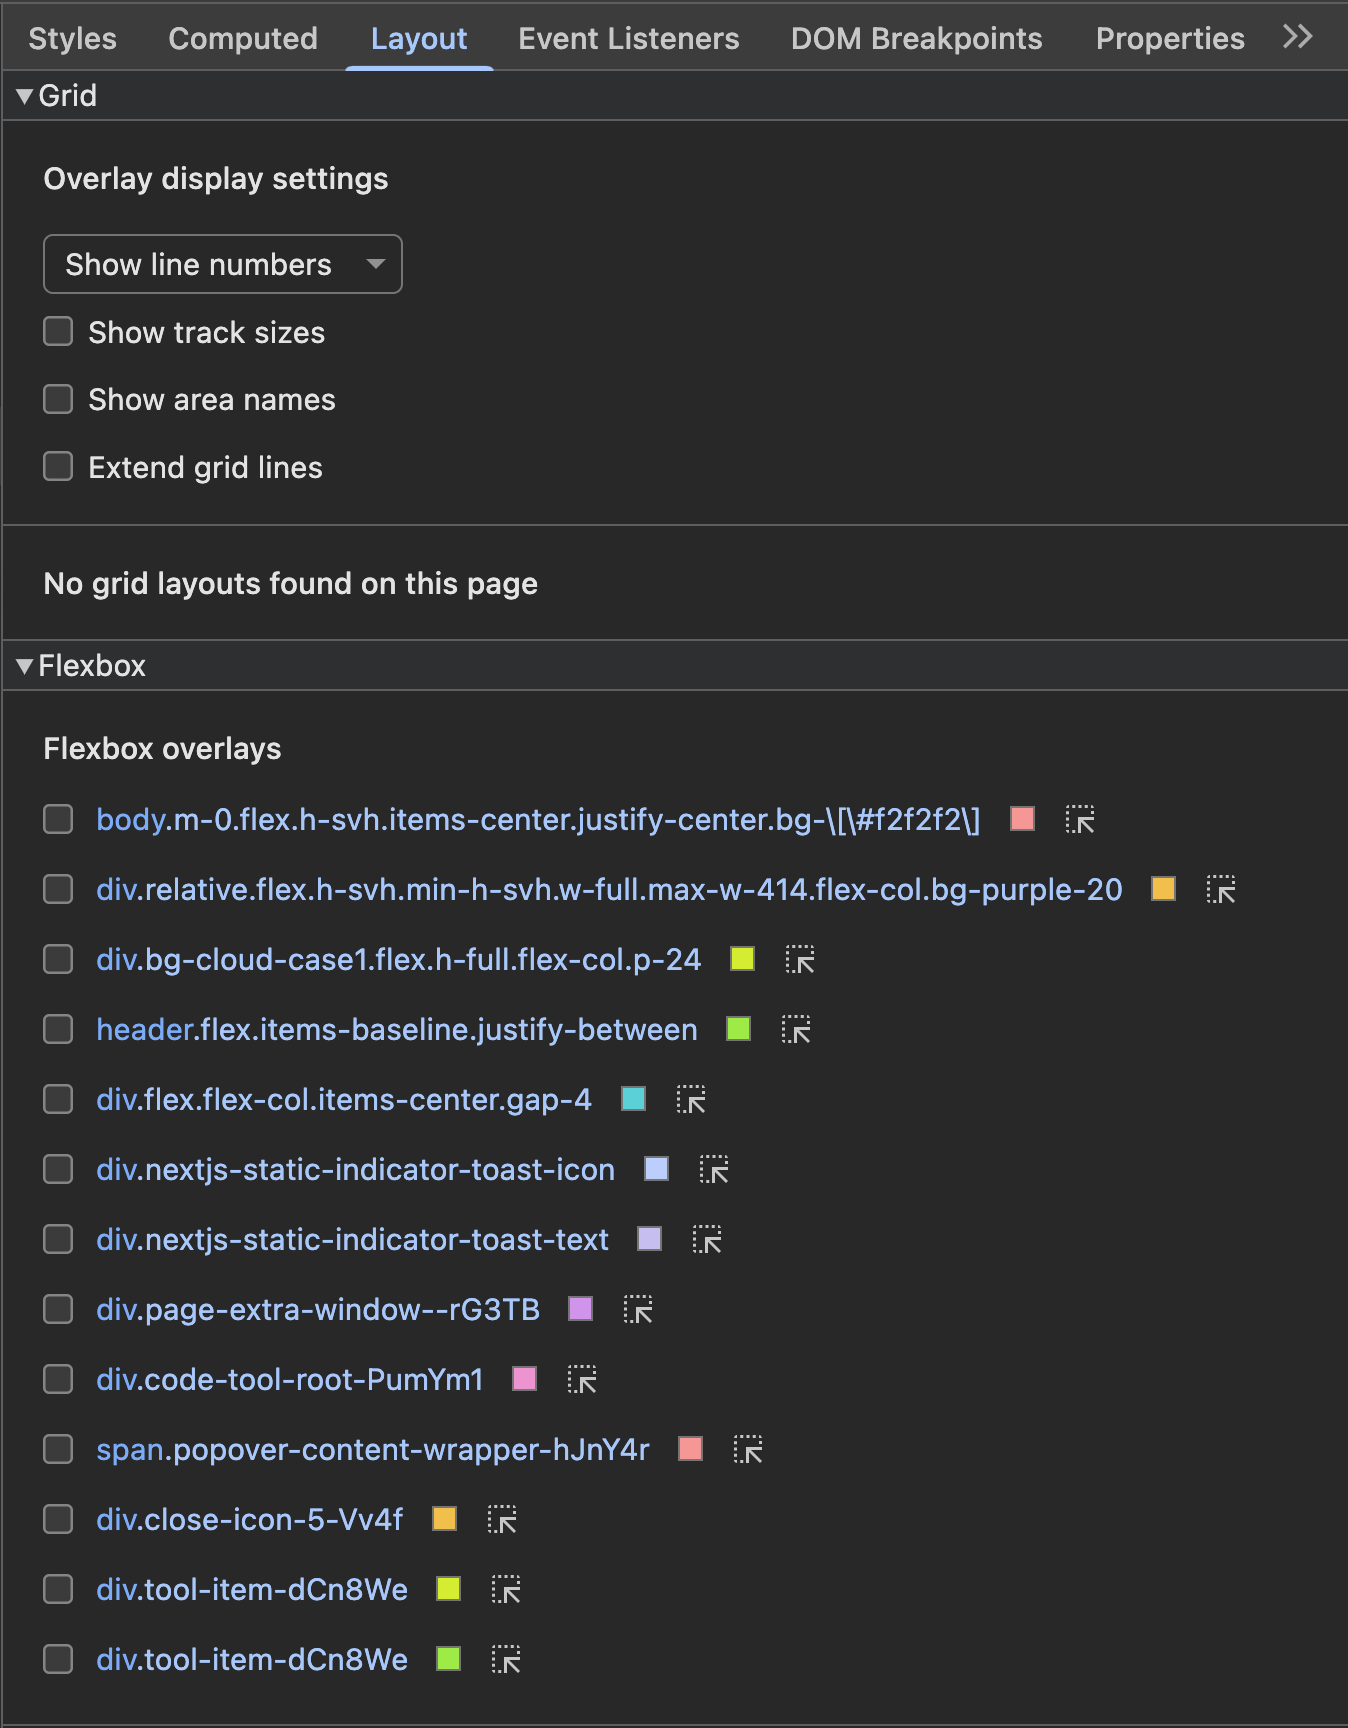 Styles Computed Layout Event Listeners DOM Breakpoints Properties
Grid
Overlay display settings
Show line numbers
Show track sizes
Show area names
Extend grid lines
No grid layouts found on this page
Flexbox
Flexbox overlays
body.m-0.flex.h-svh.items-center.justify-center.bg-\[\#f2f2f2\]
div.relative.flex.h-svh.min-h-svh.w-full.max-w-414.flex-col.bg-purple-20
div.bg-cloud-case1.flex.h-full.flex-col.p-24
header.flex.items-baseline.justify-between
div.flex.flex-col.items-center.gap-4
div.nextjs-static-indicator-toast-icon
div.nextjs-static-indicator-toast-text
div.page-extra-window--rG3TB
div.code-tool-root-PumYm1
span.popover-content-wrapper-hJnY4r
div.close-icon-5-Vv4f
div.tool-item-dCn8We
div.tool-item-dCn8We